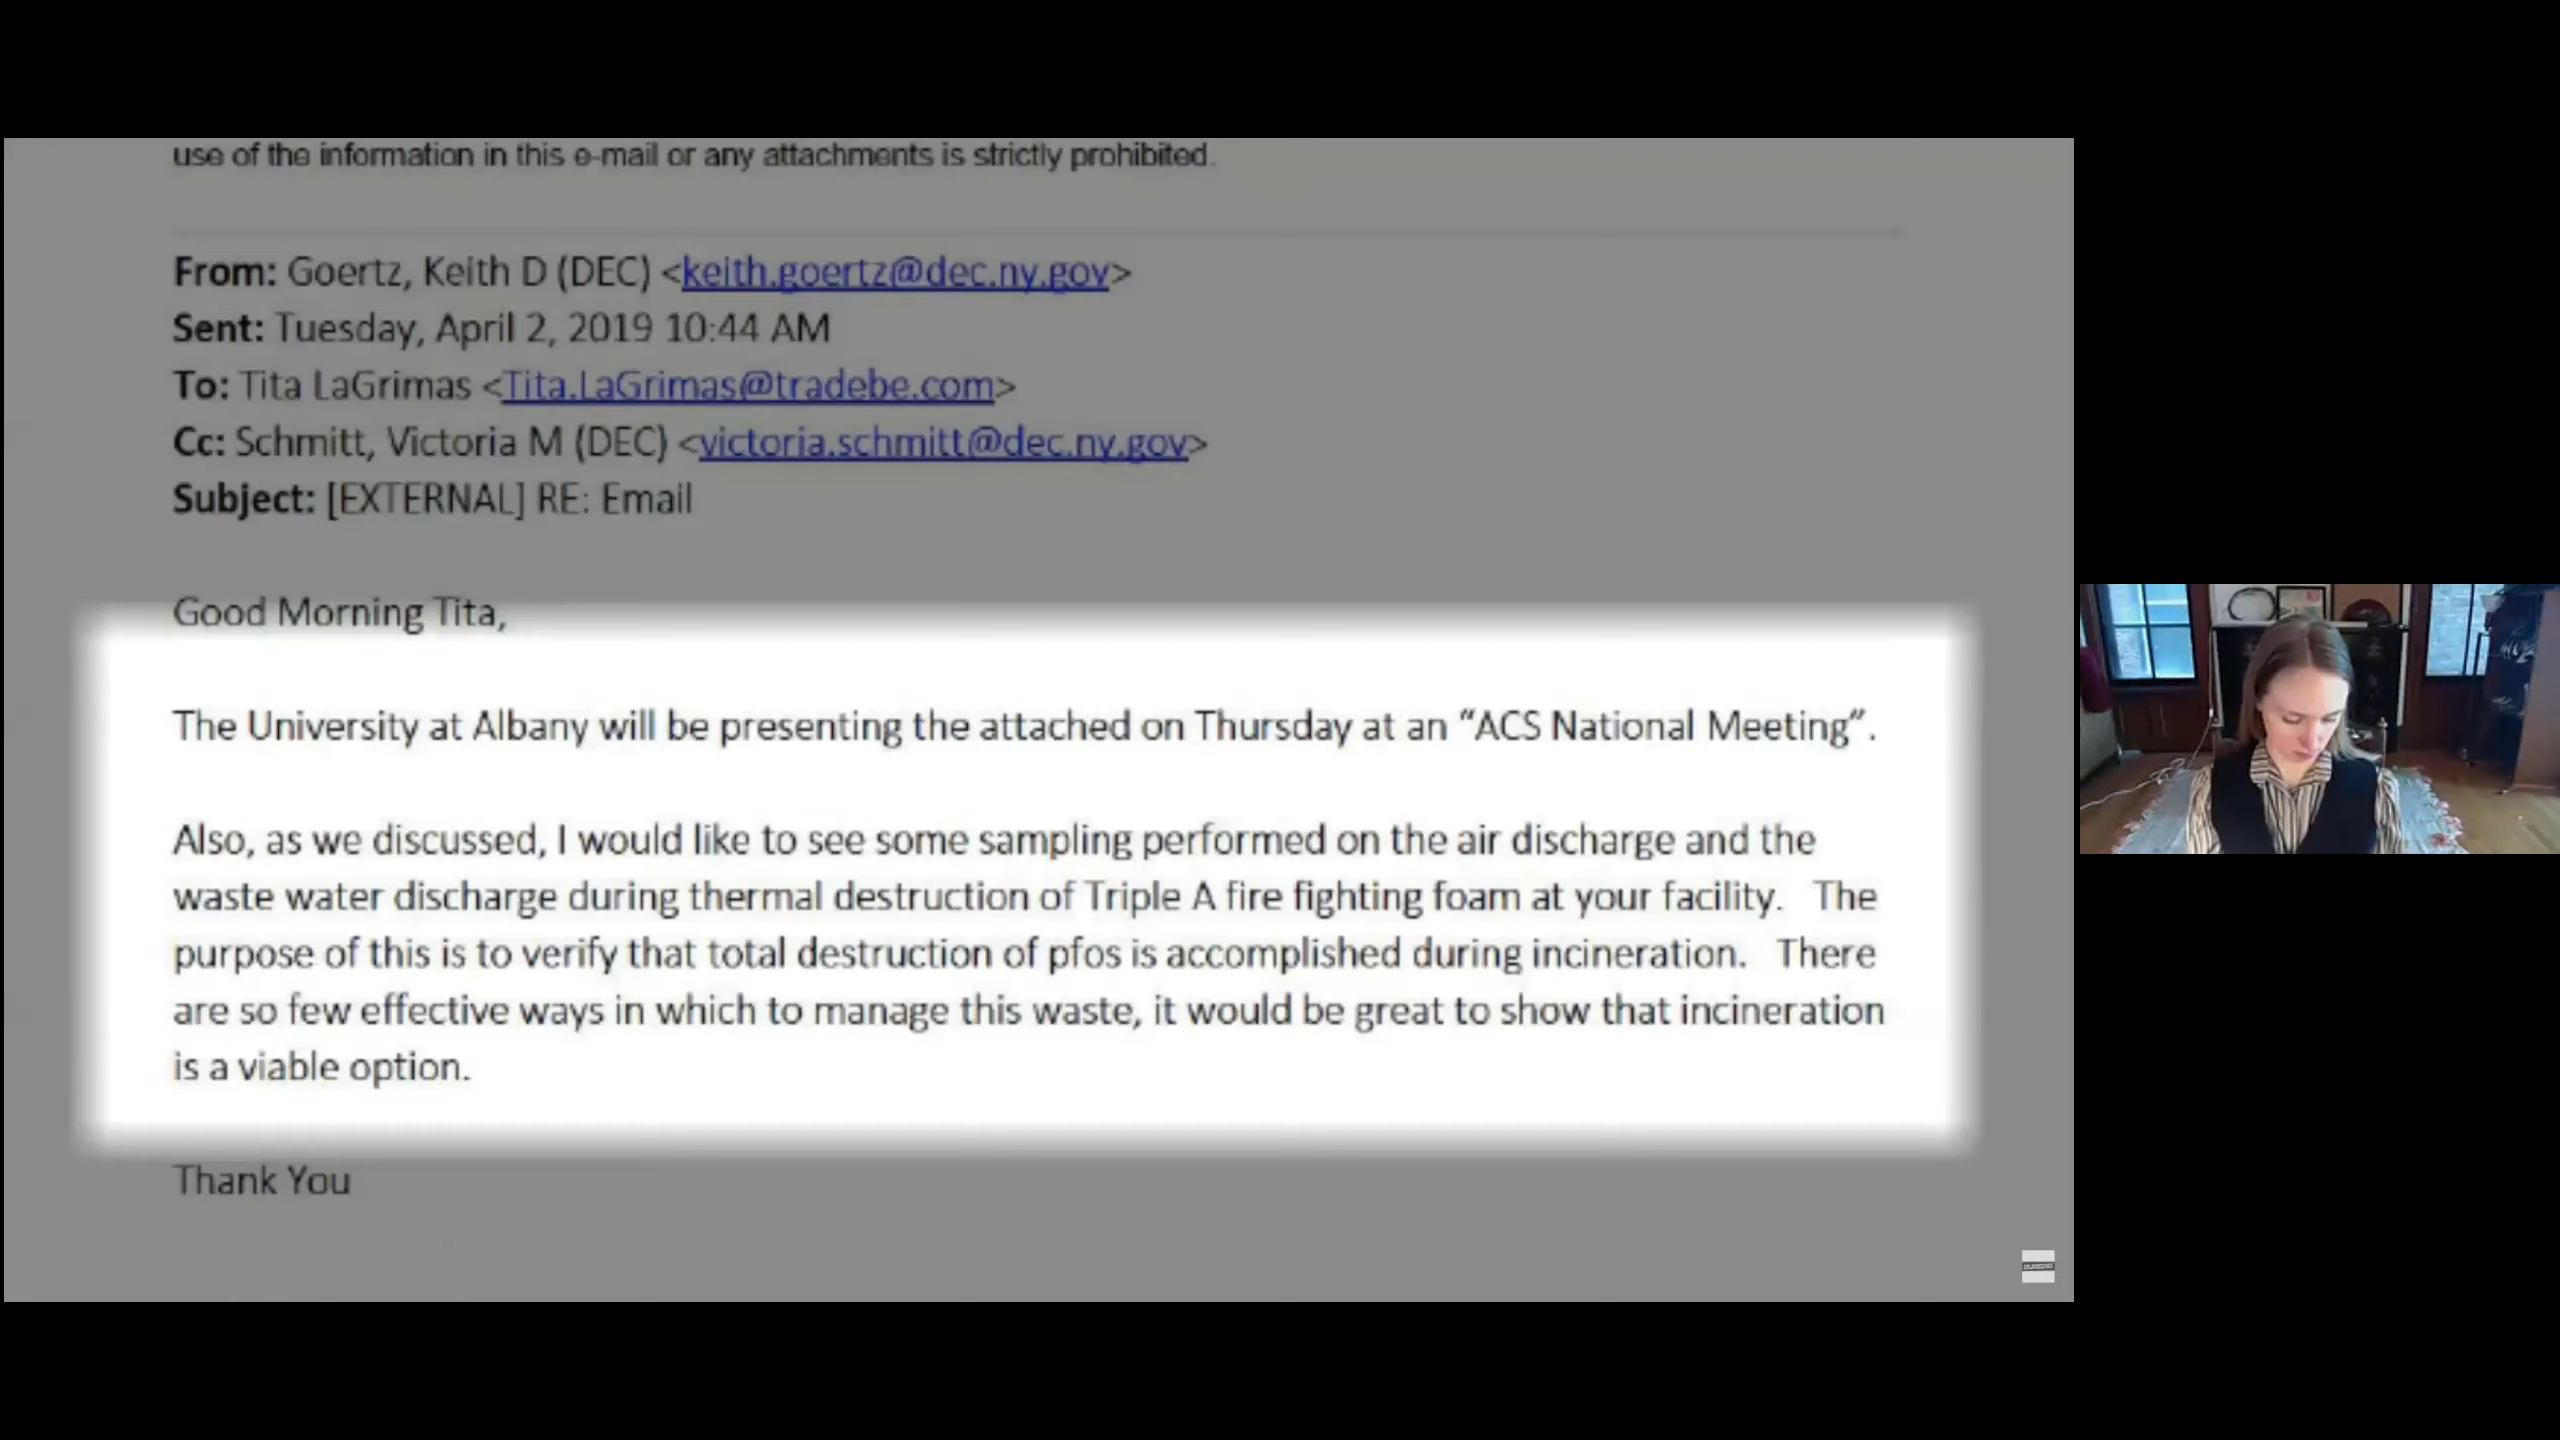 use of the information in this e-mail or any attachments is strictly prohibited.
From: Goertz, Keith D (DEC) <keith.goertz@dec.ny.gov>
Sent: Tuesday, April 2, 2019 10:44 AM
To: Tita LaGrimas <Tita.LaGrimas@tradebe.com>
Cc: Schmitt, Victoria M (DEC) <victoria.schmitt@dec.ny.gov>
Subject: [EXTERNAL] RE: Email
Good Morning Tita,
The University at Albany will be presenting the attached on Thursday at an “ACS National Meeting”.
Also, as we discussed, I would like to see some sampling performed on the air discharge and the
waste water discharge during thermal destruction of Triple A fire fighting foam at your facility. The
purpose of this is to verify that total destruction of pfos is accomplished during incineration. There
are so few effective ways in which to manage this waste, it would be great to show that incineration
is a viable option.
Thank You